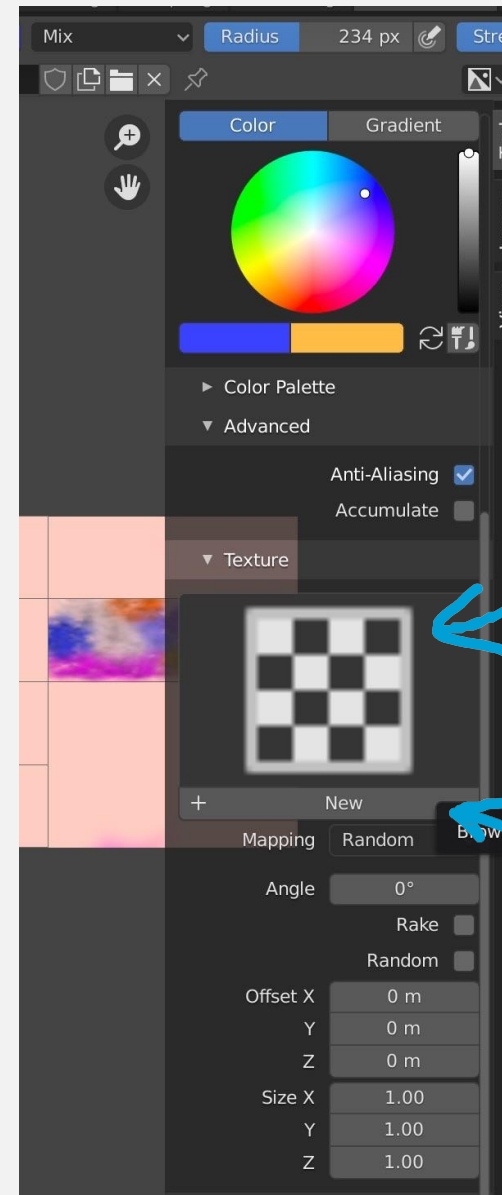 Mix Radius 234 px Stre
Color Gradient
Color Palette
Advanced
Anti-Aliasing
Accumulate
Texture
New
Mapping Random
Angle 0°
Rake
Random
Offset X 0 m
Y 0 m
Z 0 m
Size X 1.00
Y 1.00
Z 1.00